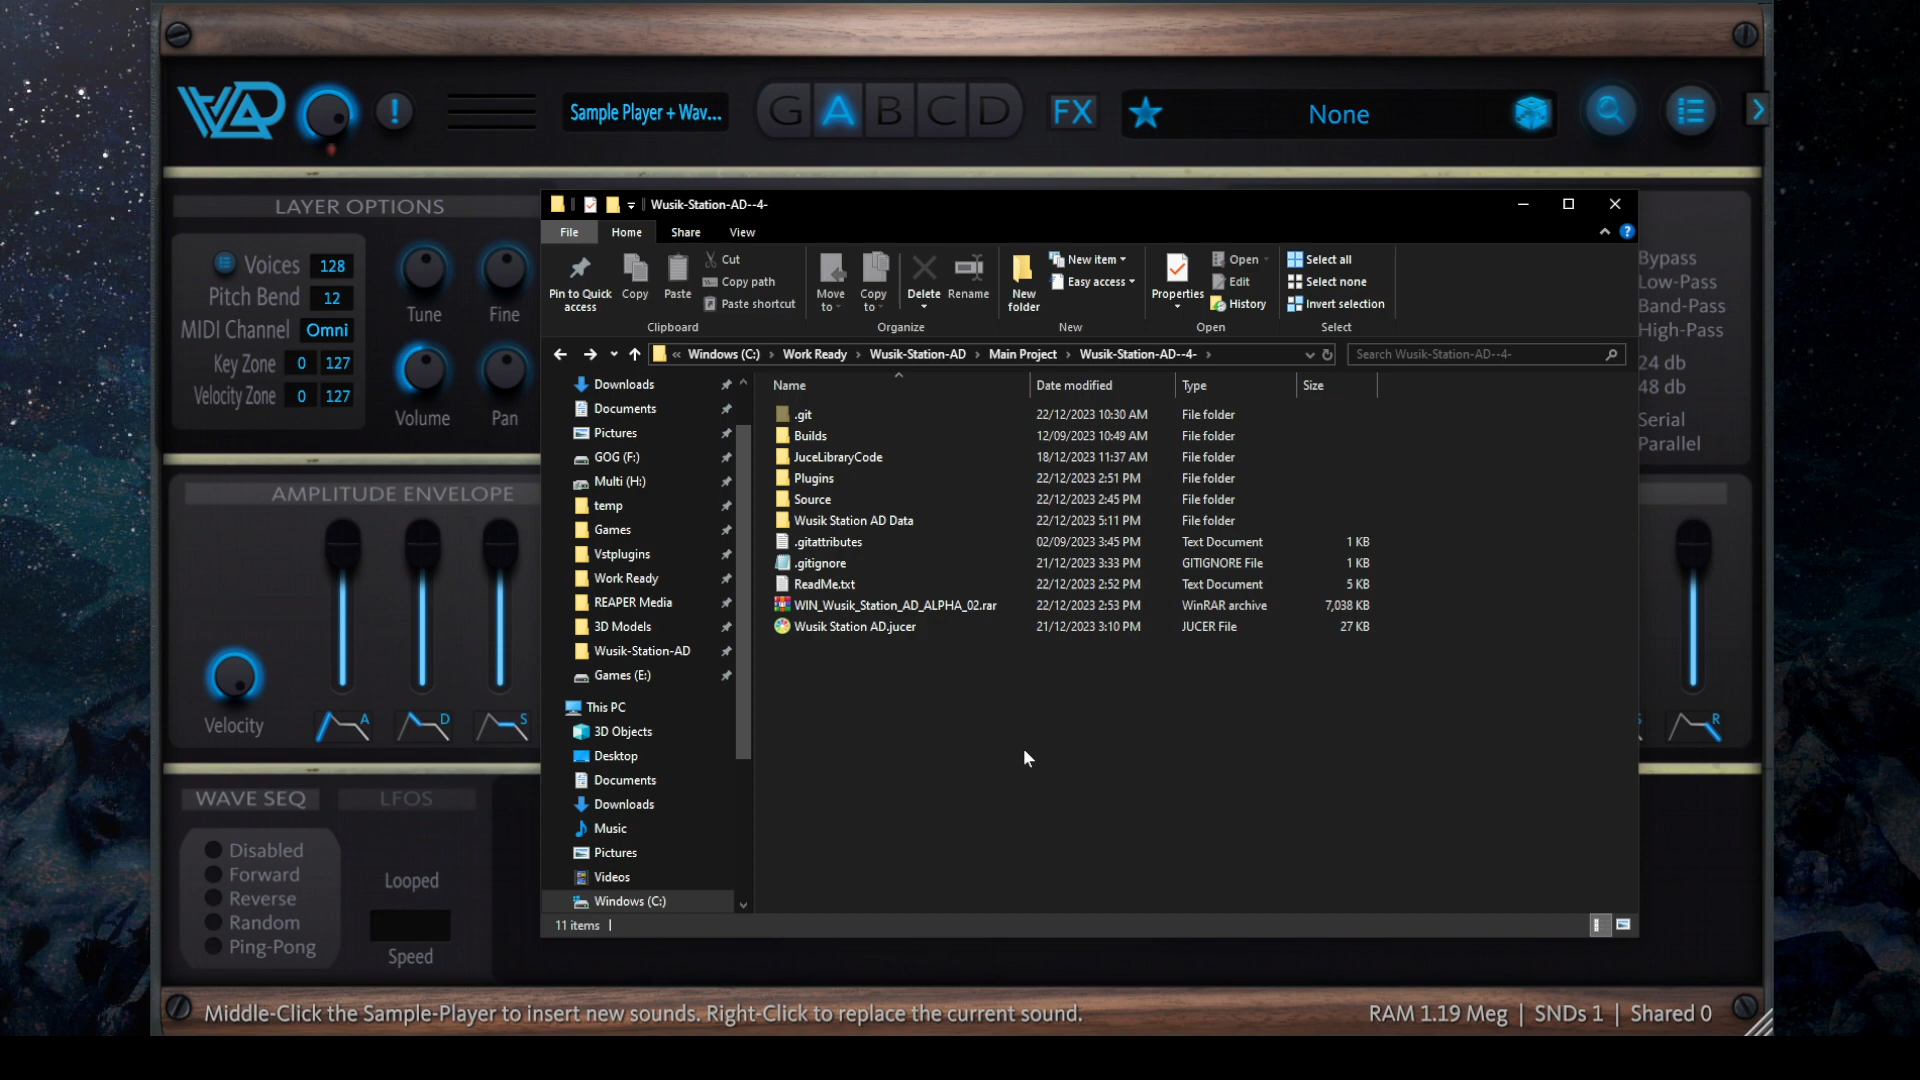 !
Sample Player + Wav...
G A B C D
FX
None
LAYER OPTIONS
Voices 128
Pitch Bend 12
MIDI Channel Omni
Key Zone 0 127
Velocity Zone 0 127
Tune
Fine
Volume
Pan
AMPLITUDE ENVELOPE
Velocity
A
D
S
WAVE SEQ
LFOS
Disabled
Forward
Reverse
Random
Ping-Pong
Looped
Speed
Wusik-Station-AD--4-
File Home Share View
?
Pin to Quick access
Copy
Paste
Cut
Copy path
Paste shortcut
Clipboard
Move to
Copy to
Delete
Rename
Organize
New folder
New item
Easy access
New
Properties
Open
Edit
History
Open
Select all
Select none
Invert selection
Select
« Windows (C:) › Work Ready › Wusik-Station-AD › Main Project › Wusik-Station-AD--4- ›
Search Wusik-Station-AD--4-
Downloads
Documents
Pictures
GOG (F:)
Multi (H:)
temp
Games
Vstplugins
Work Ready
REAPER Media
3D Models
Wusik-Station-AD
Games (E:)
This PC
3D Objects
Desktop
Documents
Downloads
Music
Pictures
Videos
Windows (C:)
Name Date modified Type Size
.git 22/12/2023 10:30 AM File folder
Builds 12/09/2023 10:49 AM File folder
JuceLibraryCode 18/12/2023 11:37 AM File folder
Plugins 22/12/2023 2:51 PM File folder
Source 22/12/2023 2:45 PM File folder
Wusik Station AD Data 22/12/2023 5:11 PM File folder
.gitattributes 02/09/2023 3:45 PM Text Document 1 KB
.gitignore 21/12/2023 3:33 PM GITIGNORE File 1 KB
ReadMe.txt 22/12/2023 2:52 PM Text Document 5 KB
WIN_Wusik_Station_AD_ALPHA_02.rar 22/12/2023 2:53 PM WinRAR archive 7,038 KB
Wusik Station AD.jucer 21/12/2023 3:10 PM JUCER File 27 KB
11 items
Bypass
Low-Pass
Band-Pass
High-Pass
24 db
48 db
Serial
Parallel
R
Middle-Click the Sample-Player to insert new sounds. Right-Click to replace the current sound.
RAM 1.19 Meg | SNDs 1 | Shared 0